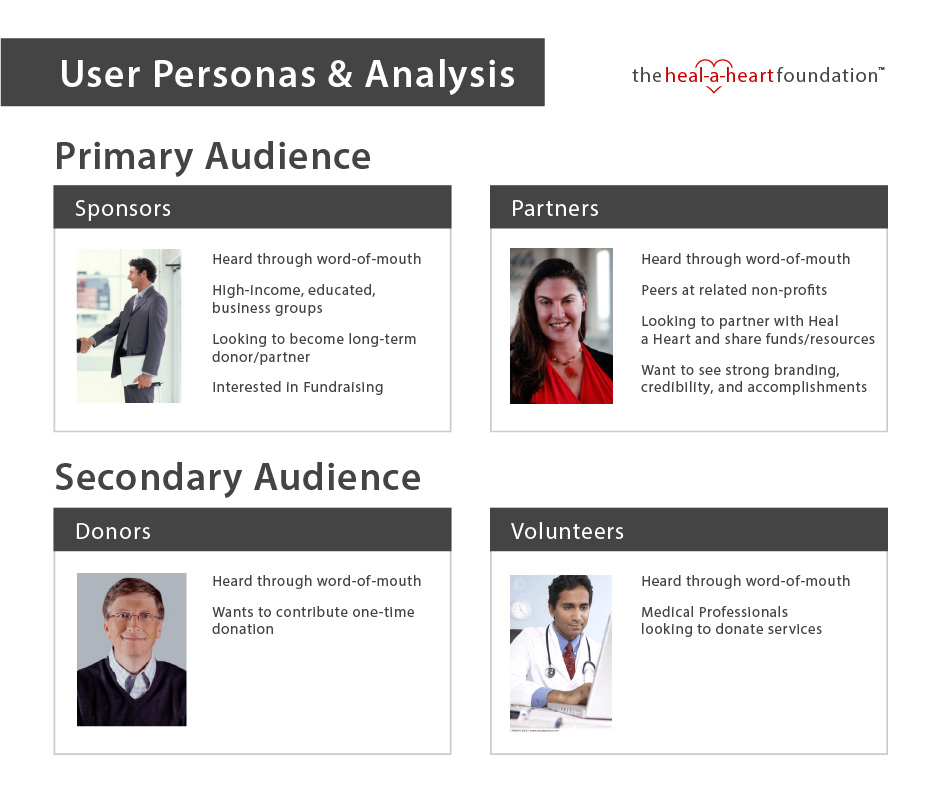 User Personas & Analysis
the heal-a-heart foundation™
Primary Audience
Sponsors
Heard through word-of-mouth
High-income, educated,
business groups
Looking to become long-term
donor/partner
Interested in Fundraising
Partners
Heard through word-of-mouth
Peers at related non-profits
Looking to partner with Heal
a Heart and share funds/resources
Want to see strong branding,
credibility, and accomplishments
Secondary Audience
Donors
Heard through word-of-mouth
Wants to contribute one-time
donation
Volunteers
Heard through word-of-mouth
Medical Professionals
looking to donate services